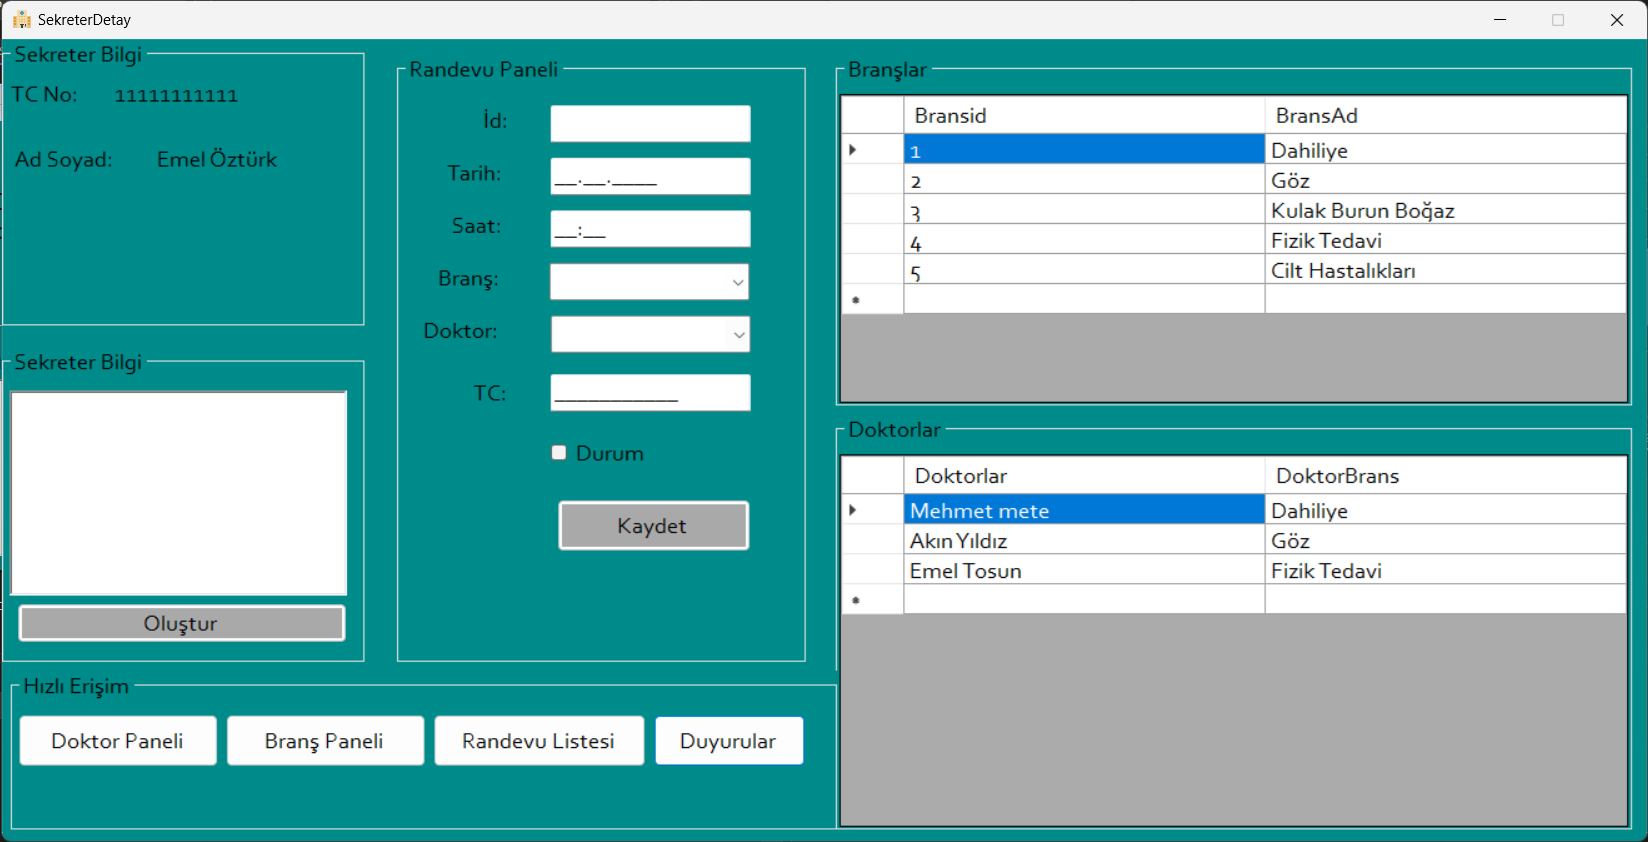 SekreterDetay
Sekreter Bilgi
TC No: 11111111111
Ad Soyad: Emel Öztürk
Sekreter Bilgi
Oluştur
Randevu Paneli
İd:
Tarih: __.__.____
Saat: __:__
Branş:
Doktor:
TC: ___________
Durum
Kaydet
Branşlar
Bransid BransAd
1 Dahiliye
2 Göz
3 Kulak Burun Boğaz
4 Fizik Tedavi
5 Cilt Hastalıkları
Doktorlar
Doktorlar DoktorBrans
Mehmet mete Dahiliye
Akın Yıldız Göz
Emel Tosun Fizik Tedavi
Hızlı Erişim
Doktor Paneli Branş Paneli Randevu Listesi Duyurular